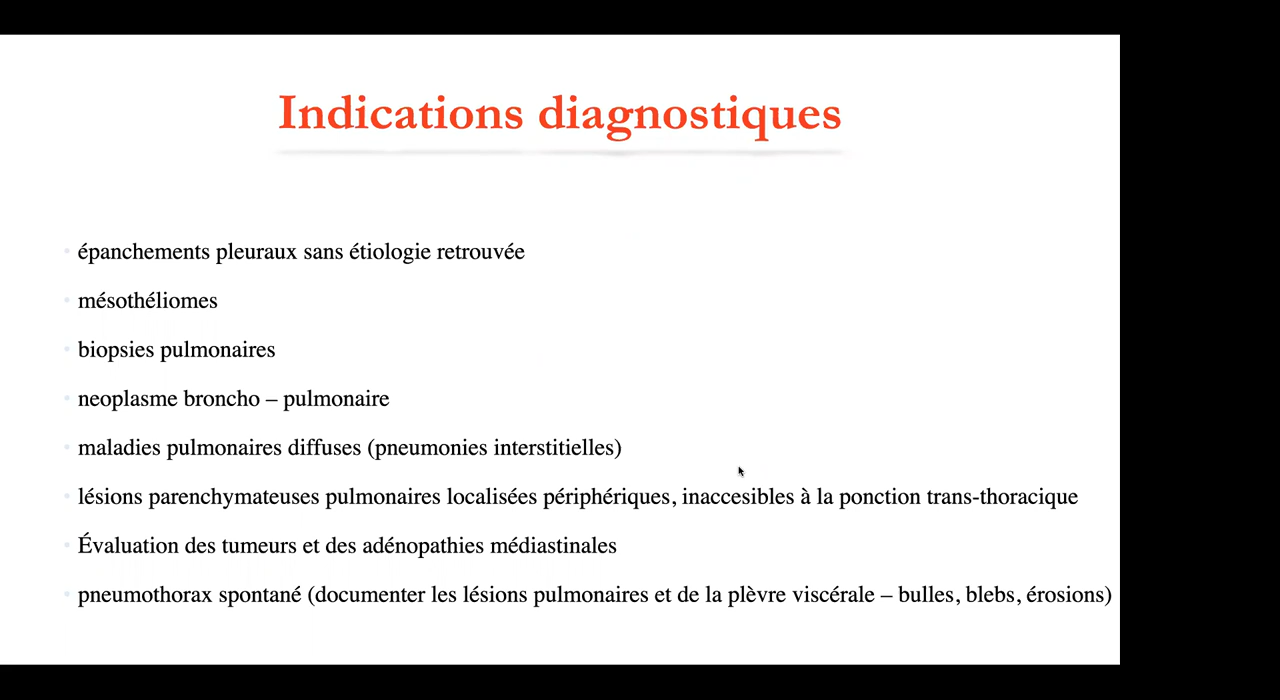 Indications diagnostiques
• épanchements pleuraux sans étiologie retrouvée
• mésothéliomes
• biopsies pulmonaires
• neoplasme broncho – pulmonaire
• maladies pulmonaires diffuses (pneumonies interstitielles)
• lésions parenchymateuses pulmonaires localisées périphériques, inaccesibles à la ponction trans-thoracique
• Évaluation des tumeurs et des adénopathies médiastinales
• pneumothorax spontané (documenter les lésions pulmonaires et de la plèvre viscérale – bulles, blebs, érosions)